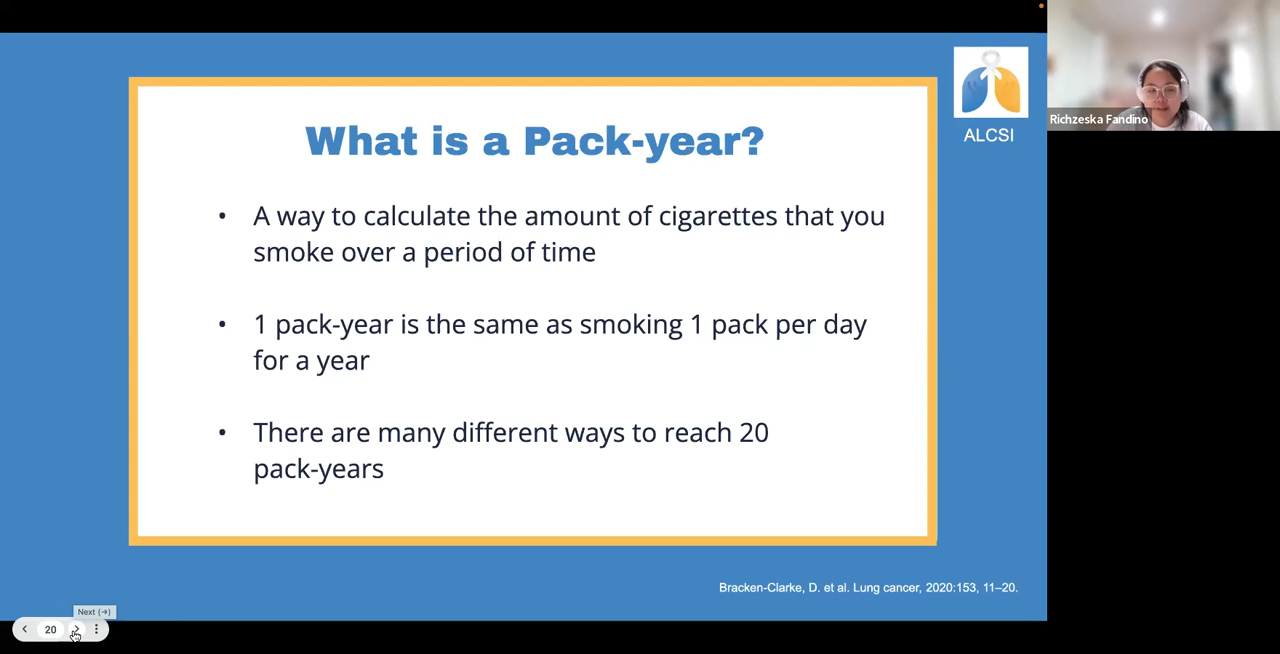 What is a Pack-year?
• A way to calculate the amount of cigarettes that you
smoke over a period of time
• 1 pack-year is the same as smoking 1 pack per day
for a year
• There are many different ways to reach 20
pack-years
Bracken-Clarke, D. et al. Lung cancer, 2020:153, 11–20.
ALCSI
Richzeska Fandino
Next (→)
20